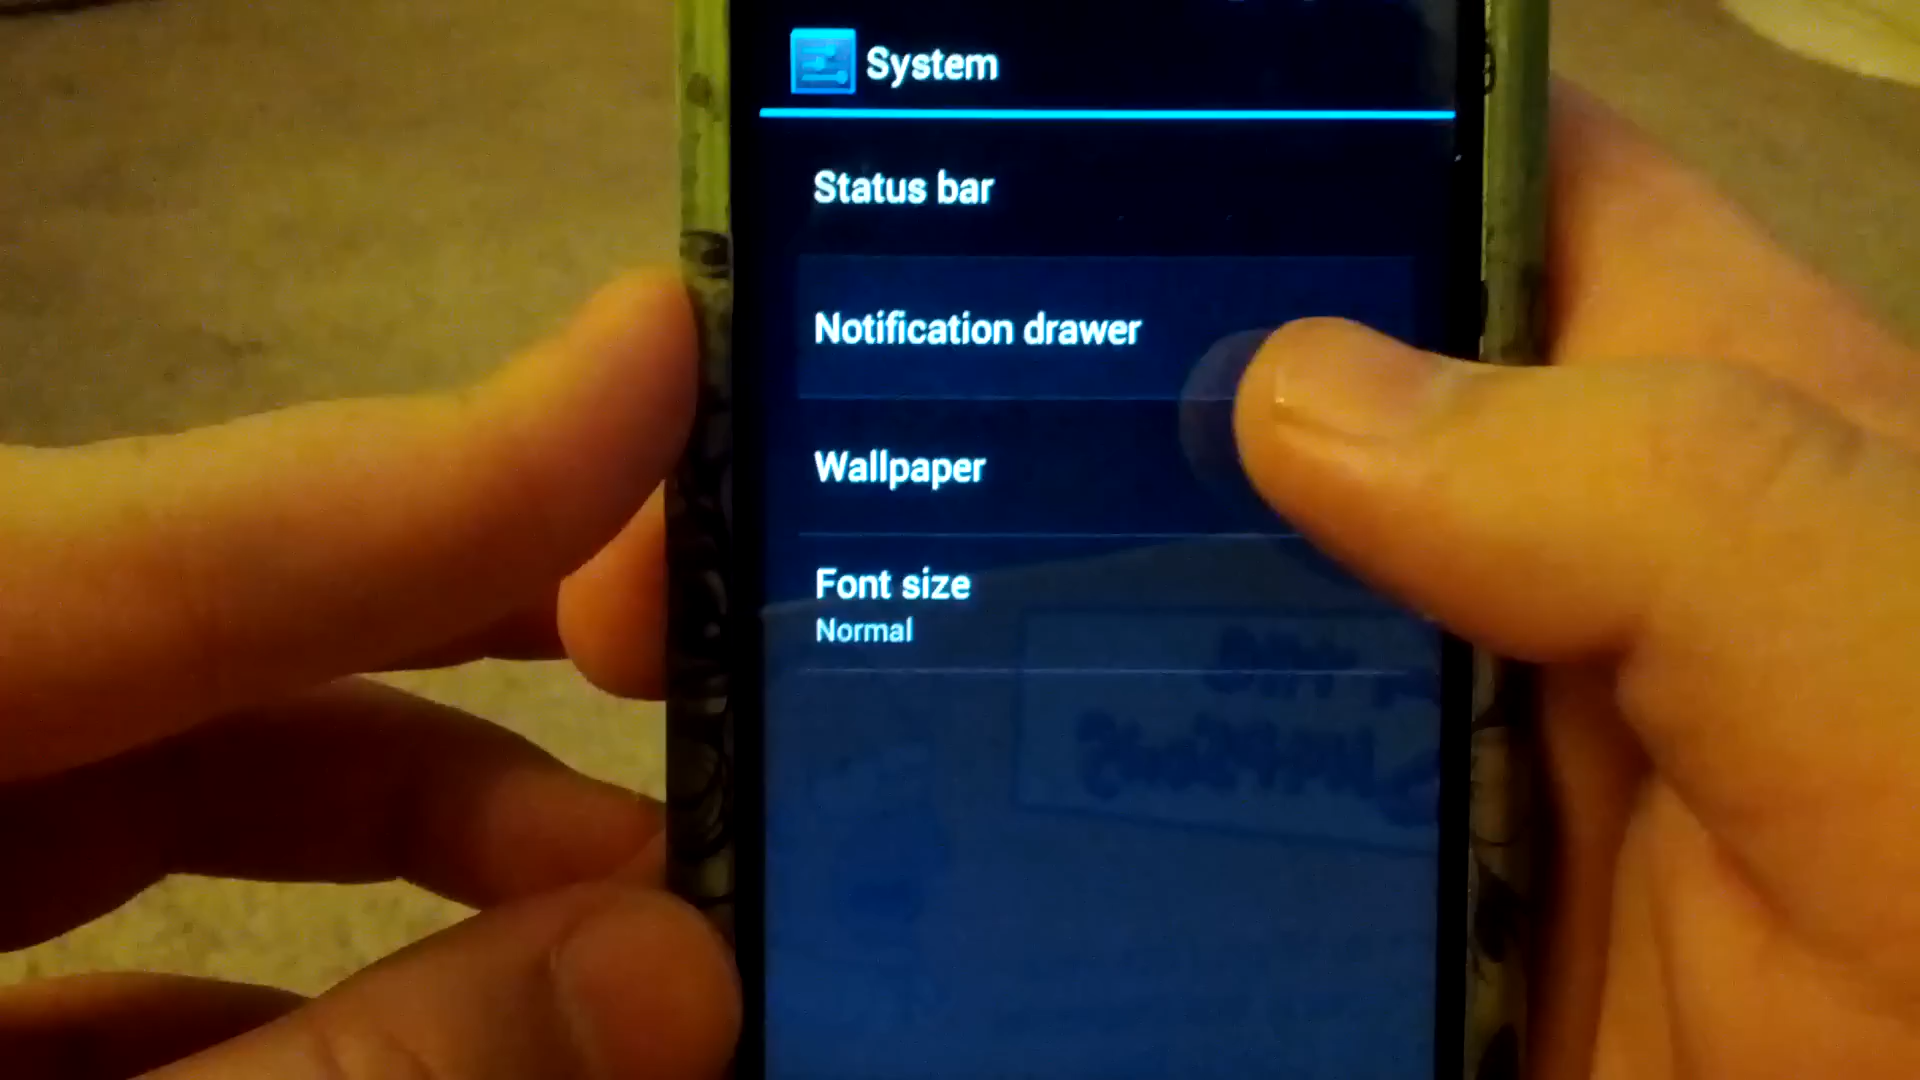 System
Status bar
Notification drawer
Wallpaper
Font size
Normal